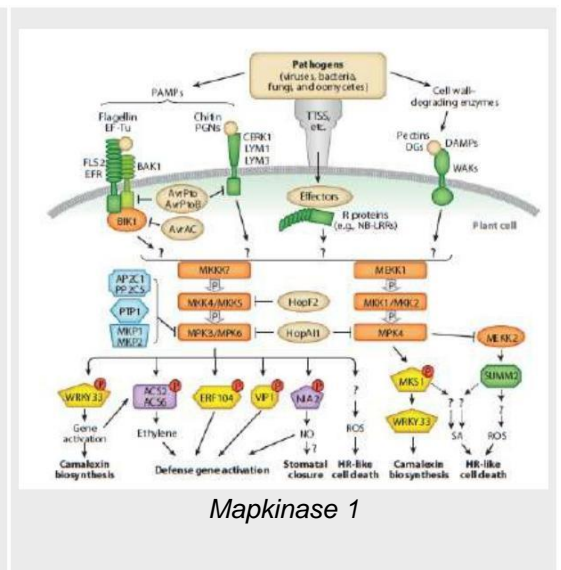 Pathogens
(viruses, bacteria,
fungi, and oomycetes)
PAMPs
Cell wall-
degrading enzymes
Flagellin
EF-Tu
Chitin
PGNs
TTSS,
etc.
Pectins
OGs
DAMPs
CERK1
LYM1
LYM3
FLS2
EFR
BAK1
WAKs
AvrPto
AvrPtoB
Effectors
BIK1
AvrAC
R proteins
(e.g., NB-LRRs)
Plant cell
? ? ? ?
MKKK?
MEKK1
P
P
AP2C1
PP2C5
MKK4/MKK5
HopF2
MKK1/MKK2
PTP1
P
P
MKP1
MKP2
MPK3/MPK6
HopAI1
MPK4
MEKK2
P P P P P
WRKY33
ACS2
ACS6
ERF104
VIP1
NIA2
?
P
MKS1
SUMM2
Gene
activation
Ethylene
NO
ROS
WRKY33
? ?
?
SA
ROS
?
Camalexin
biosynthesis
Defense gene activation
Stomatal
closure
HR-like
cell death
Camalexin
biosynthesis
HR-like
cell death
Mapkinase 1